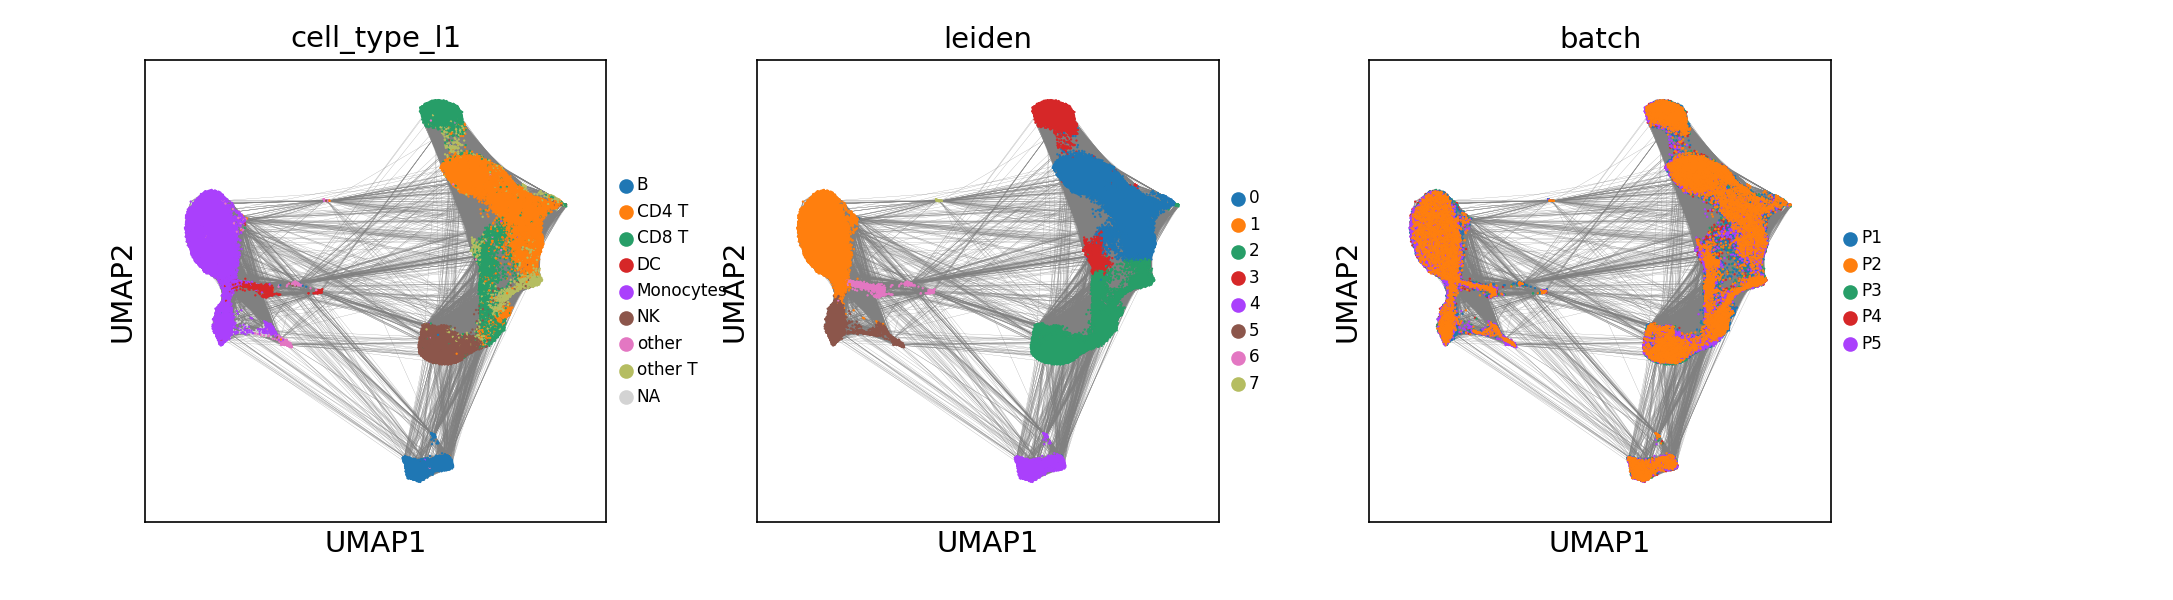 cell_type_l1
UMAP2
UMAP1
B
CD4 T
CD8 T
DC
Monocytes
NK
other
other T
NA
leiden
UMAP2
UMAP1
0
1
2
3
4
5
6
7
batch
UMAP2
UMAP1
P1
P2
P3
P4
P5